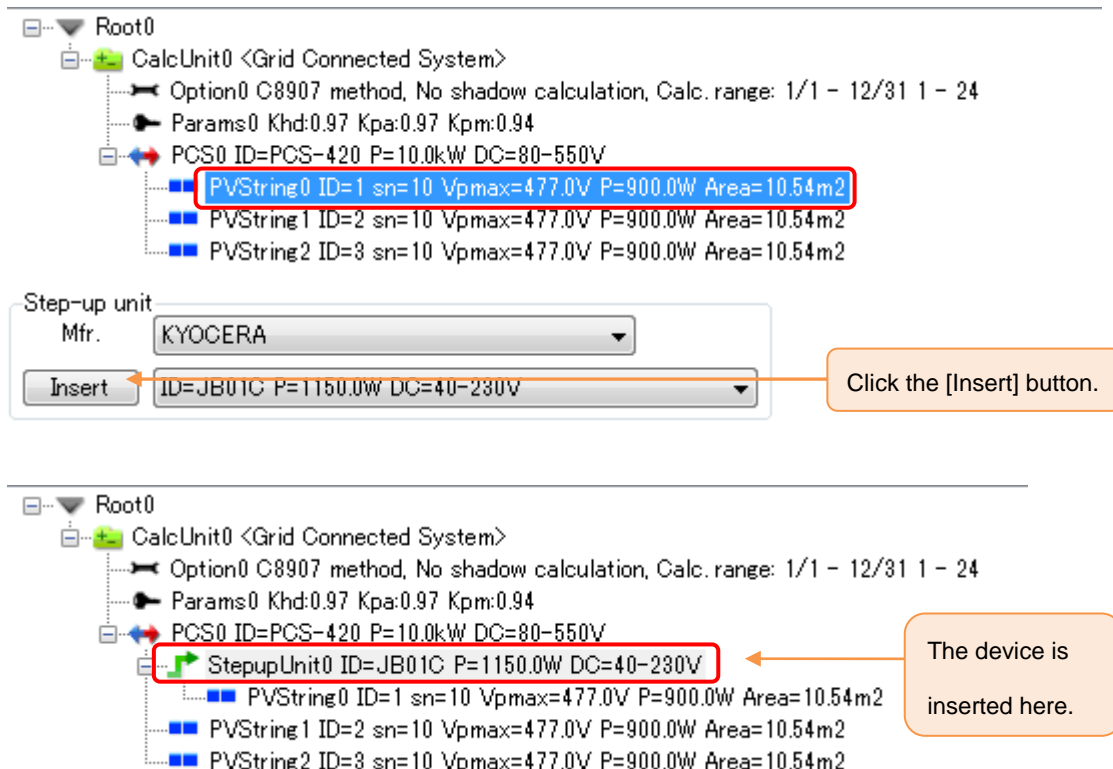 Root0
CalcUnit0 <Grid Connected System>
Option0 C8907 method, No shadow calculation, Calc. range: 1/1 - 12/31 1 - 24
Params0 Khd:0.97 Kpa:0.97 Kpm:0.94
PCS0 ID=PCS-420 P=10.0kW DC=80-550V
PVString0 ID=1 sn=10 Vpmax=477.0V P=900.0W Area=10.54m2
PVString1 ID=2 sn=10 Vpmax=477.0V P=900.0W Area=10.54m2
PVString2 ID=3 sn=10 Vpmax=477.0V P=900.0W Area=10.54m2
Step-up unit
Mfr. KYOCERA
Insert ID=JB01C P=1150.0W DC=40-230V
Click the [Insert] button.
Root0
CalcUnit0 <Grid Connected System>
Option0 C8907 method, No shadow calculation, Calc. range: 1/1 - 12/31 1 - 24
Params0 Khd:0.97 Kpa:0.97 Kpm:0.94
PCS0 ID=PCS-420 P=10.0kW DC=80-550V
StepupUnit0 ID=JB01C P=1150.0W DC=40-230V
The device is
inserted here.
PVString0 ID=1 sn=10 Vpmax=477.0V P=900.0W Area=10.54m2
PVString1 ID=2 sn=10 Vpmax=477.0V P=900.0W Area=10.54m2
PVString2 ID=3 sn=10 Vpmax=477.0V P=900.0W Area=10.54m2